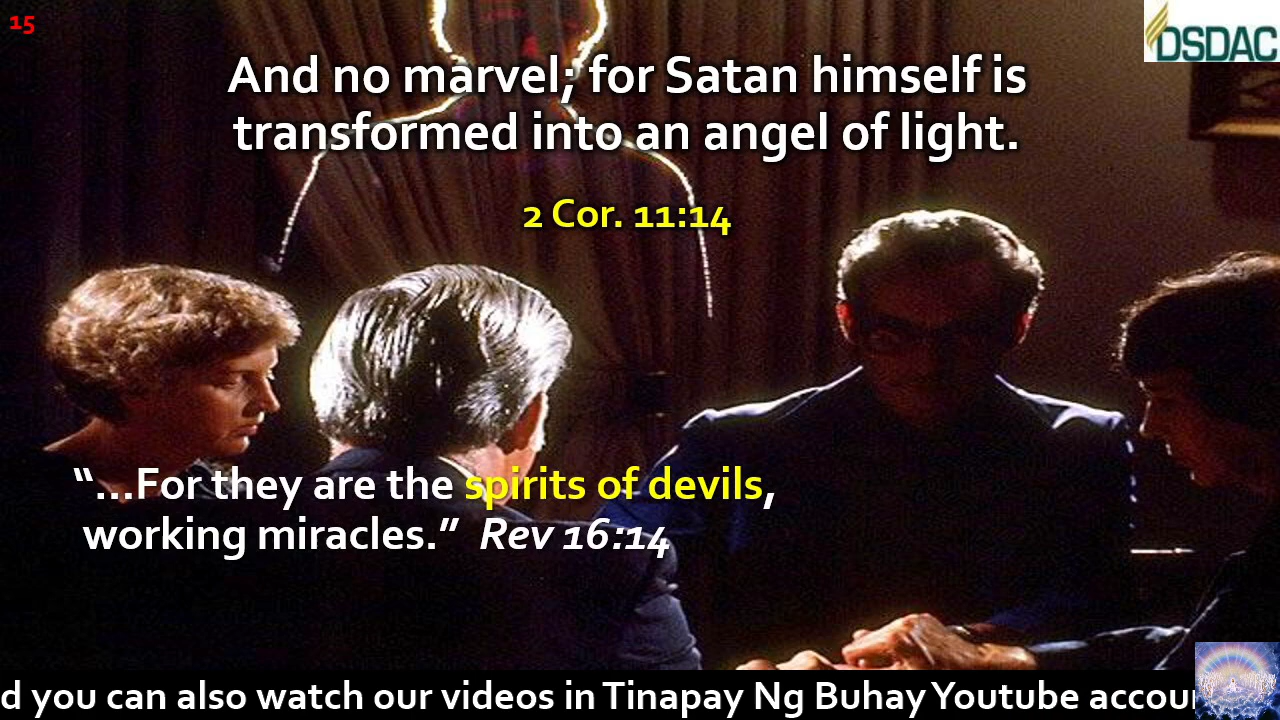 15
DSDAC
And no marvel; for Satan himself is
transformed into an angel of light.
2 Cor. 11:14
“...For they are the spirits of devils,
working miracles.” Rev 16:14
d you can also watch our videos in Tinapay Ng Buhay Youtube accou